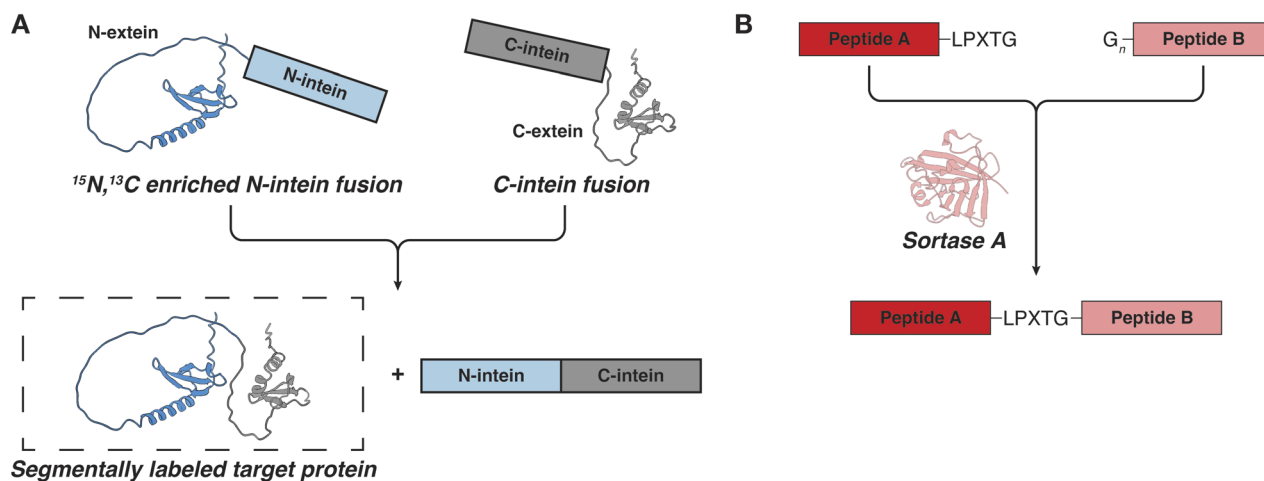 A
N-extein
N-intein
C-intein
C-extein
15N,13C enriched N-intein fusion
C-intein fusion
+
N-intein
C-intein
Segmentally labeled target protein
B
Peptide A
LPXTG
Gn
Peptide B
Sortase A
Peptide A
LPXTG
Peptide B